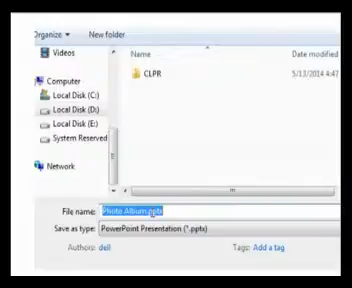 Organize New folder
Videos
Name Date modified
CLPR 5/13/2014 4:47
Computer
Local Disk (C:)
Local Disk (D:)
Local Disk (E:)
System Reserved
Network
File name: Photo Album.pptx
Save as type: PowerPoint Presentation (*.pptx)
Authors: dell Tags: Add a tag